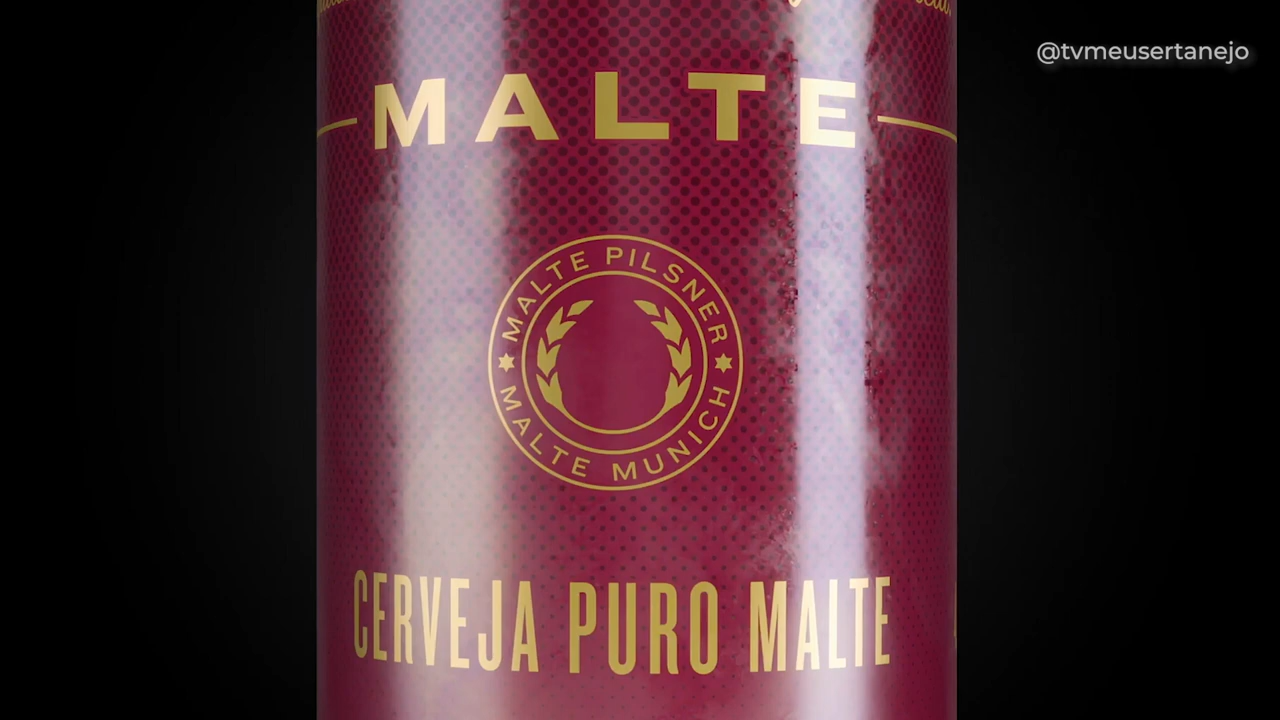 @tvmeusertanejo
MALTE
MALTE PILSNER
MALTE MUNICH
CERVEJA PURO MALTE